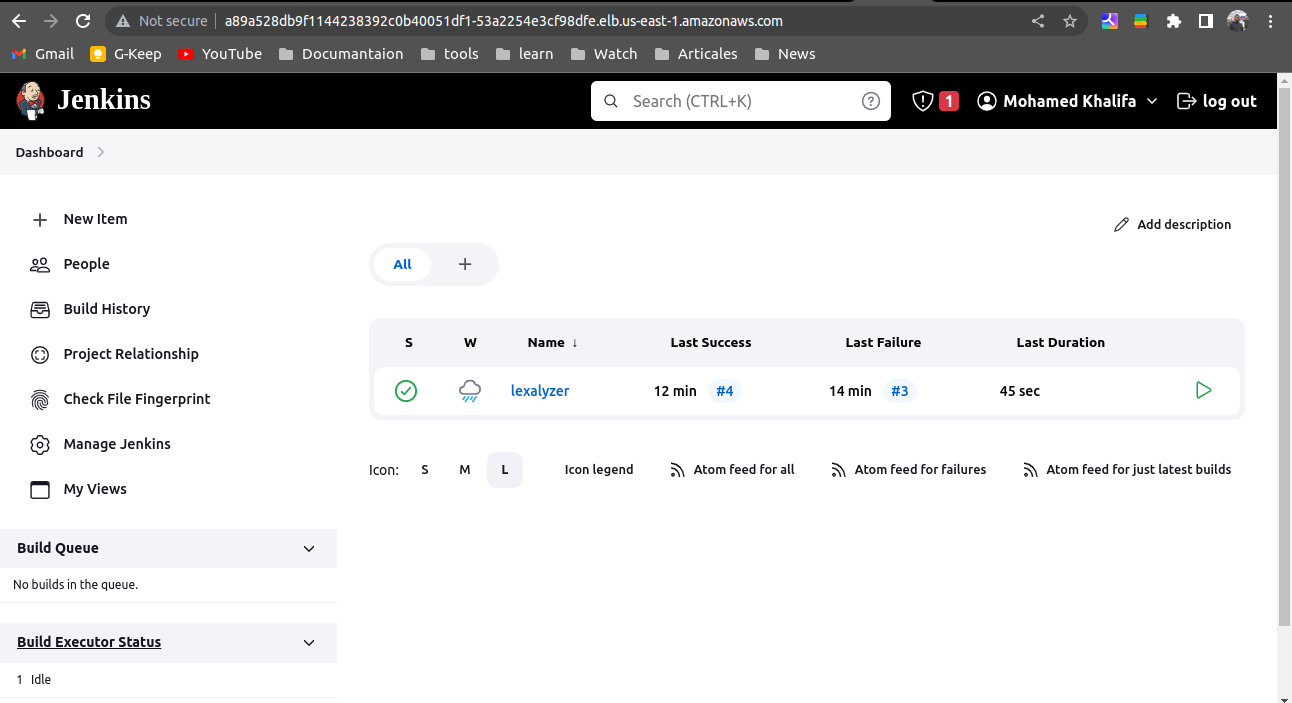 Not secure a89a528db9f1144238392c0b40051df1-53a2254e3cf98dfe.elb.us-east-1.amazonaws.com
Gmail G-Keep YouTube Documantaion tools learn Watch Articales News
Jenkins Search (CTRL+K) 1 Mohamed Khalifa log out
Dashboard
New Item
People
Build History
Project Relationship
Check File Fingerprint
Manage Jenkins
My Views
Build Queue
No builds in the queue.
Build Executor Status
1 Idle
Add description
All +
S W Name ↓ Last Success Last Failure Last Duration
lexalyzer 12 min #4 14 min #3 45 sec
Icon: S M L Icon legend Atom feed for all Atom feed for failures Atom feed for just latest builds